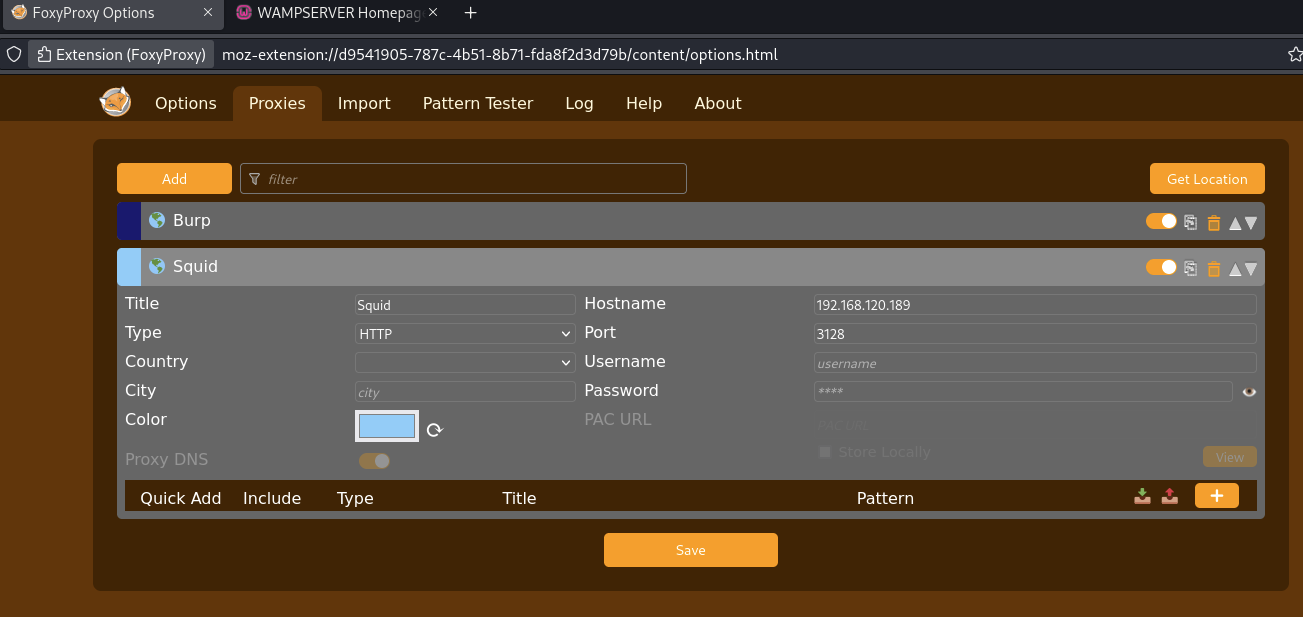 FoxyProxy Options
WAMPSERVER Homepag
Extension (FoxyProxy) moz-extension://d9541905-787c-4b51-8b71-fda8f2d3d79b/content/options.html
Options Proxies Import Pattern Tester Log Help About
Add filter Get Location
Burp
Squid
Title Squid Hostname 192.168.120.189
Type HTTP Port 3128
Country Username username
City city Password ****
Color PAC URL
PAC URL
Store Locally View
Proxy DNS
Quick Add Include Type Title Pattern
Save